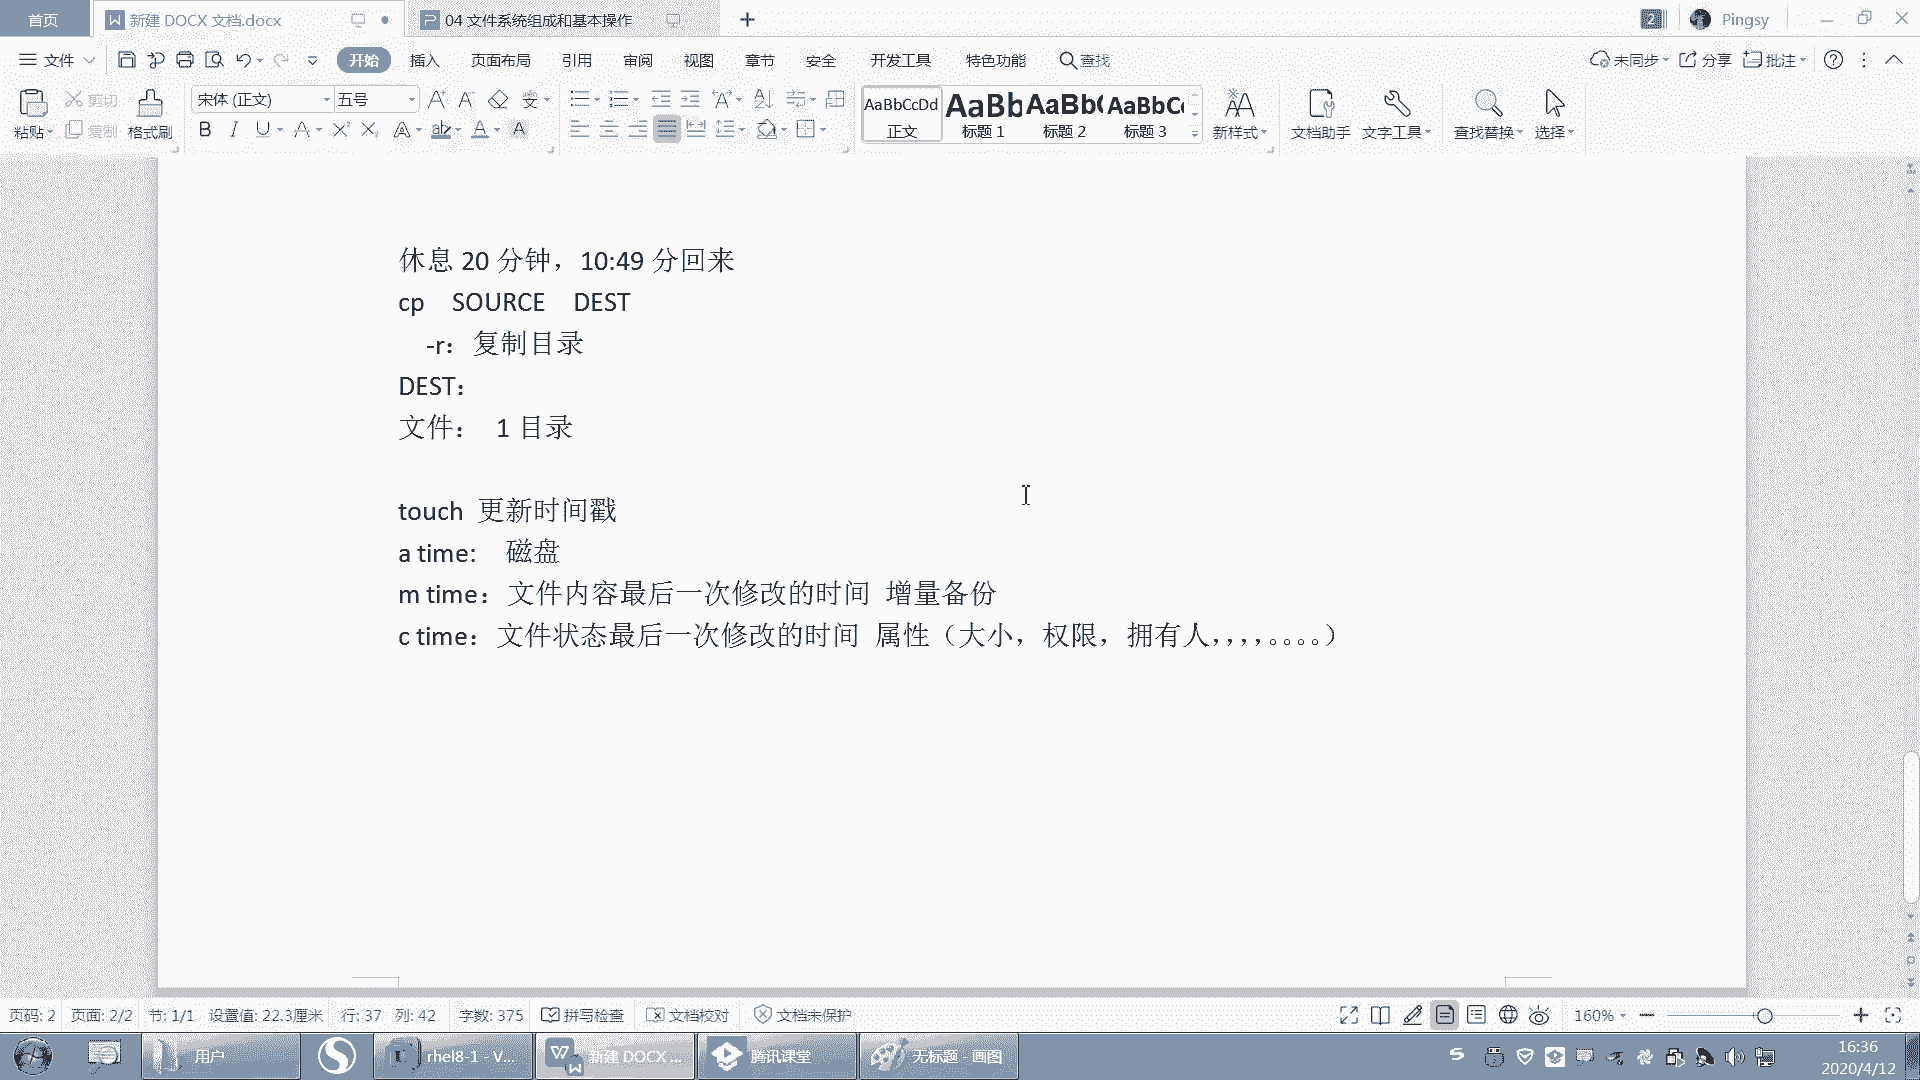 首页
新建 DOCX 文档.docx
04 文件系统组成和基本操作
2
Pingsy
文件
开始
插入
页面布局
引用
审阅
视图
章节
安全
开发工具
特色功能
查找
未同步
分享
批注
粘贴
剪切
复制
格式刷
宋体 (正文)
五号
AaBbCcDd
正文
AaBb
标题 1
AaBb(
标题 2
AaBbC
标题 3
新样式
文档助手
文字工具
查找替换
选择
休息 20 分钟，10:49 分回来
cp SOURCE DEST
-r：复制目录
DEST：
文件： 1 目录
touch 更新时间戳
a time: 磁盘
m time：文件内容最后一次修改的时间 增量备份
c time：文件状态最后一次修改的时间 属性（大小，权限，拥有人，，，，。。。。）
页码: 2 页面: 2/2 节: 1/1 设置值: 22.3厘米 行: 37 列: 42 字数: 375 拼写检查 文档校对 文档未保护
160%
用户
rhel8-1 - V...
新建 DOCX ...
腾讯课堂
无标题 - 画图
16:36
2020/4/12